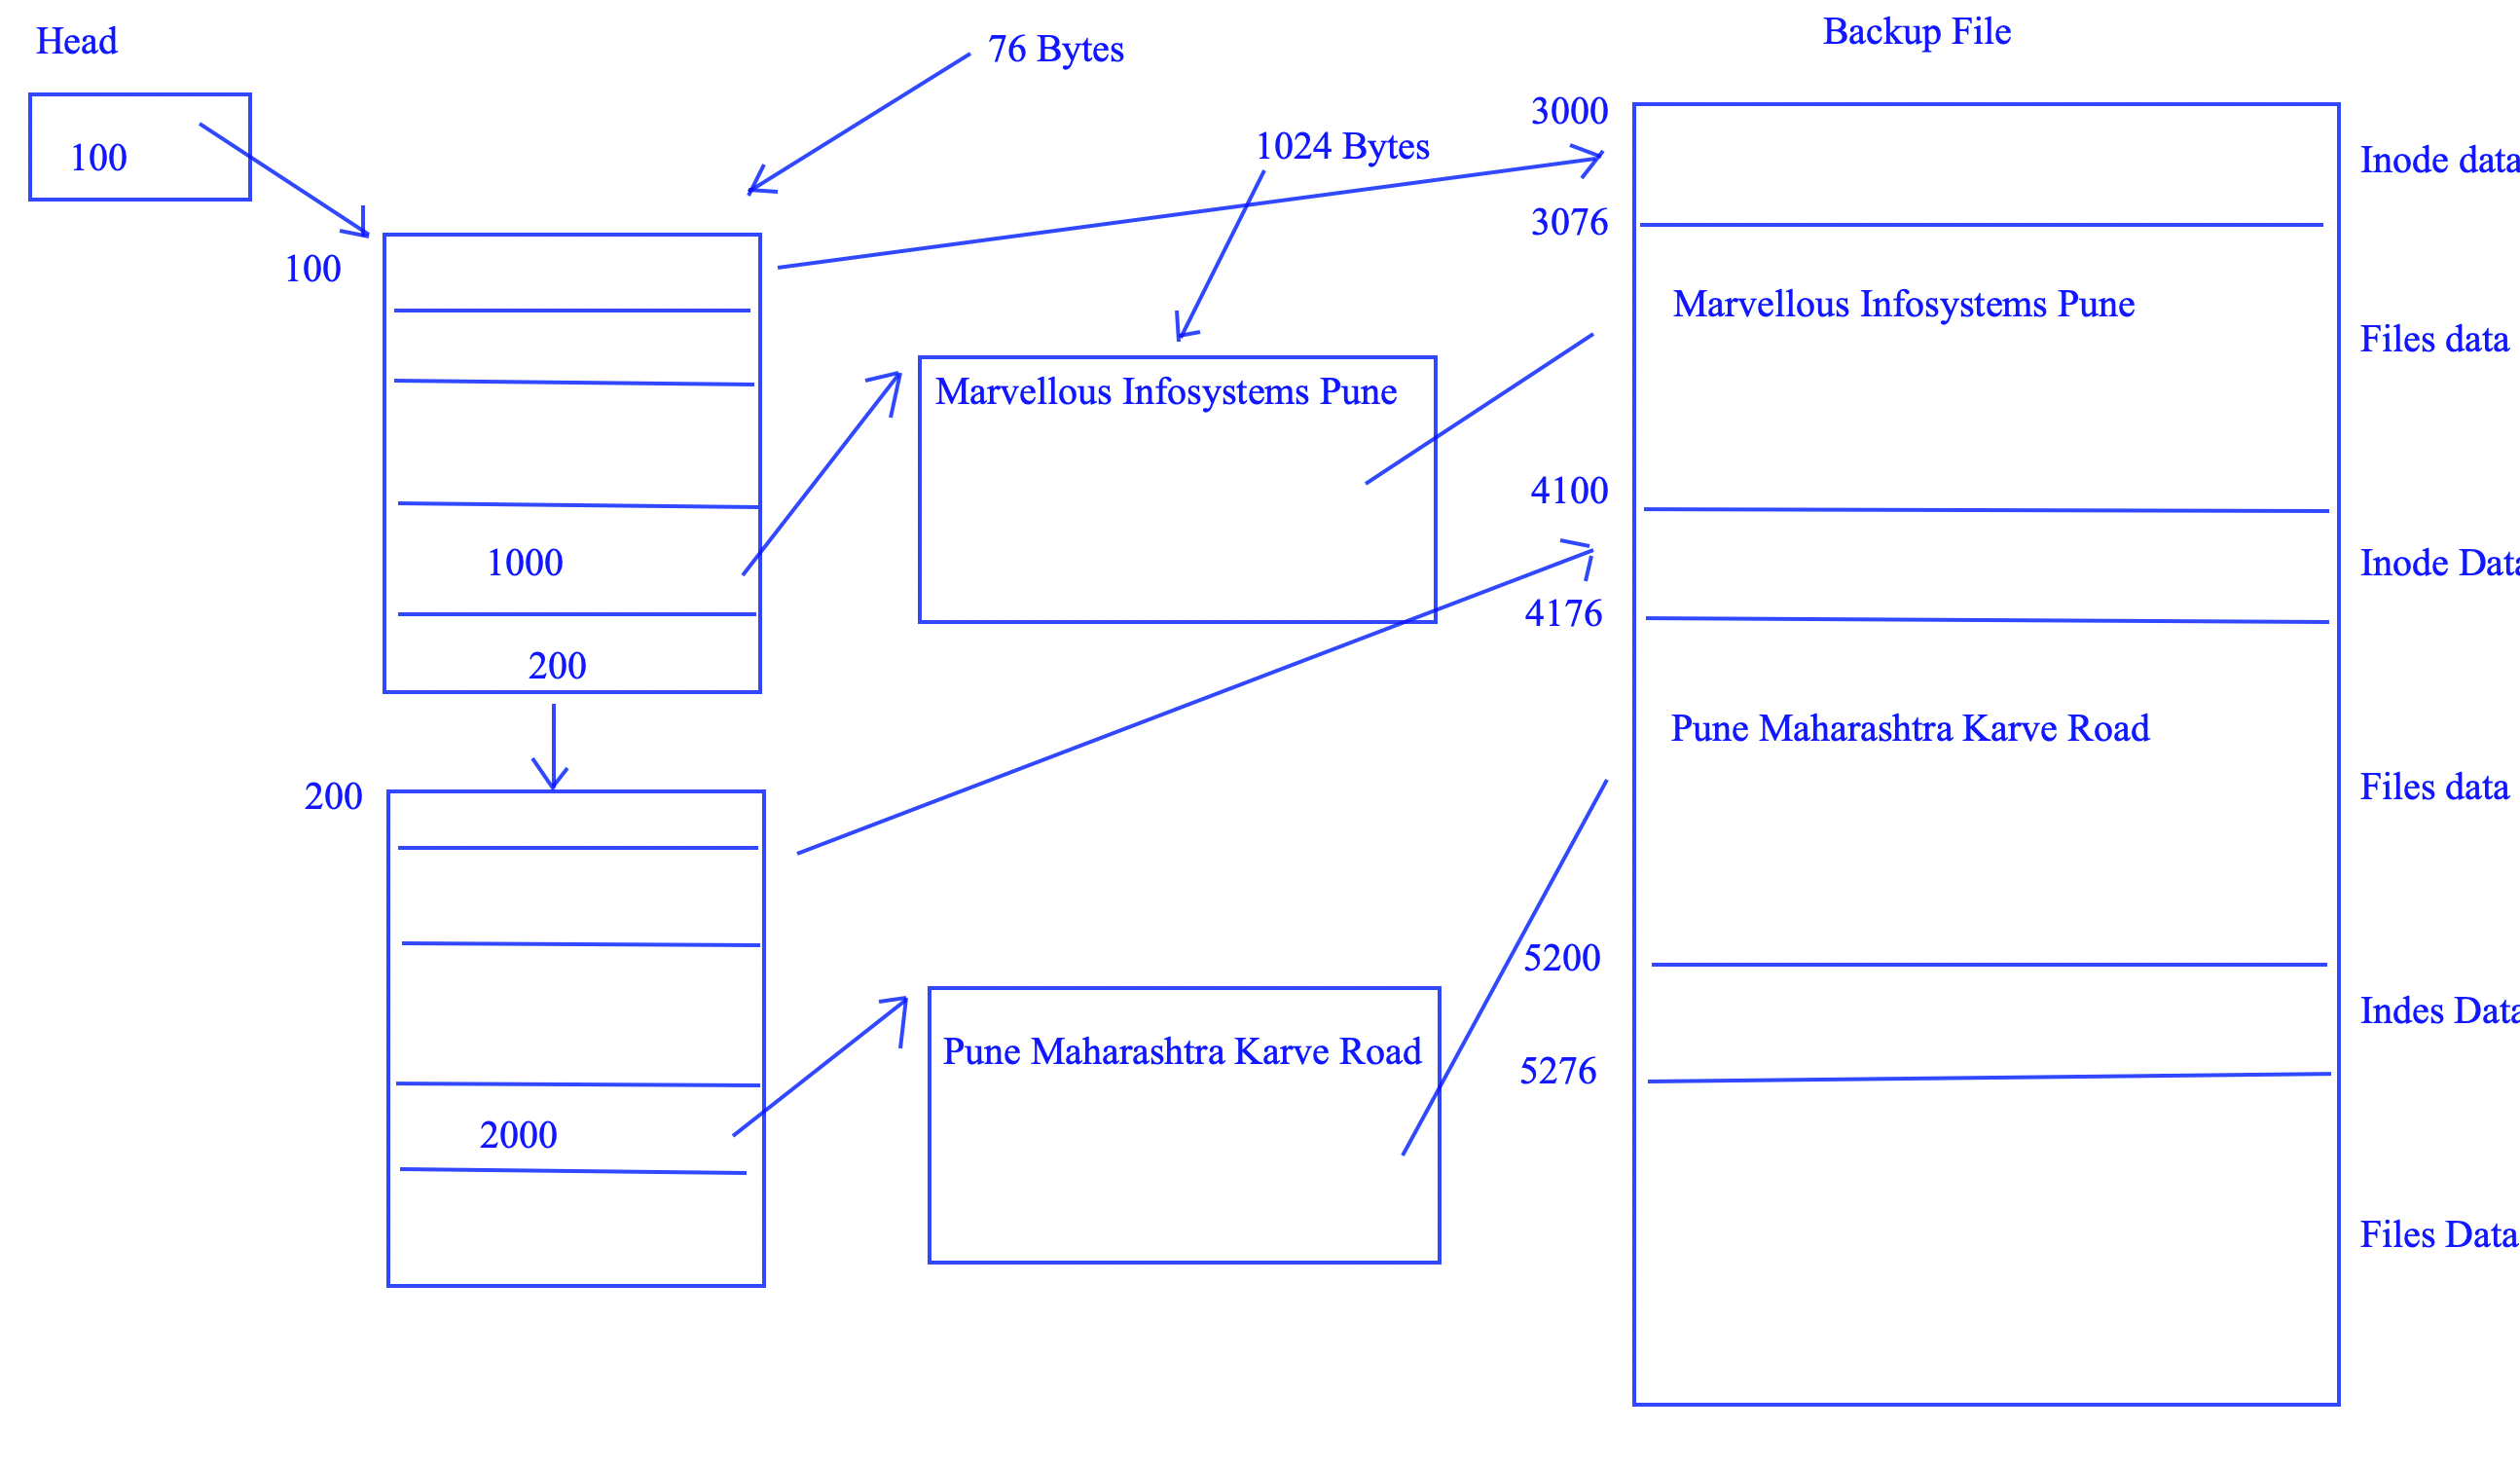 Head
100
76 Bytes
1024 Bytes
100
1000
200
Marvellous Infosystems Pune
200
2000
Pune Maharashtra Karve Road
Backup File
3000
Inode data
3076
Marvellous Infosystems Pune
Files data
4100
Inode Data
4176
Pune Maharashtra Karve Road
Files data
5200
Indes Data
5276
Files Data